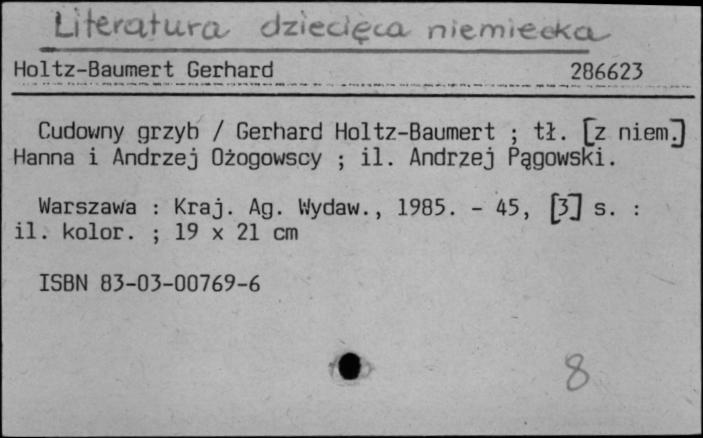 Literatura dziecięca niemiecka
Holtz-Baumert Gerhard 286623
Cudowny grzyb / Gerhard Holtz-Baumert ; tł. [z niem.]
Hanna i Andrzej Ożogowscy ; il. Andrzej Pągowski.
Warszawa : Kraj. Ag. Wydaw., 1985. - 45, [3] s. :
il. kolor. ; 19 x 21 cm
ISBN 83-03-00769-6
8